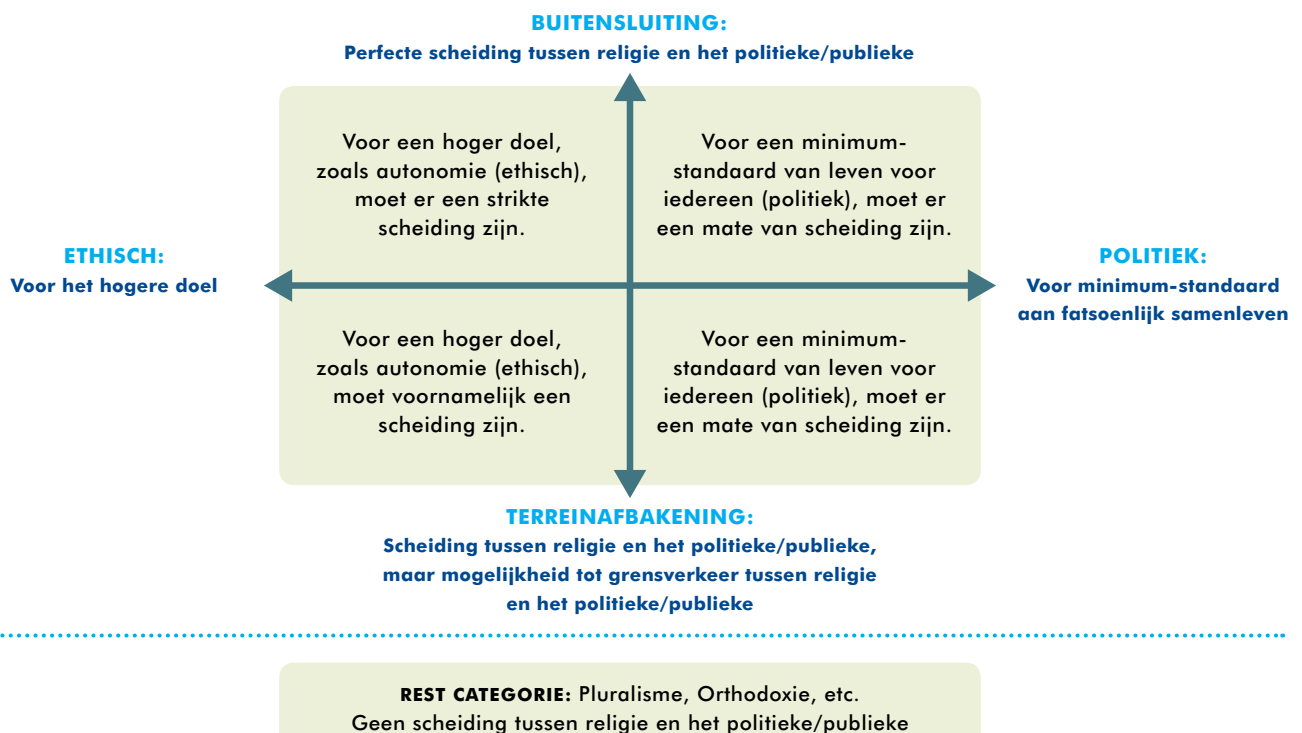 BUITENSLUITING:
Perfecte scheiding tussen religie en het politieke/publieke
Voor een hoger doel,
zoals autonomie (ethisch),
moet er een strikte
scheiding zijn.
Voor een minimum-
standaard van leven voor
iedereen (politiek), moet er
een mate van scheiding zijn.
ETHISCH:
Voor het hogere doel
POLITIEK:
Voor minimum-standaard
aan fatsoenlijk samenleven
Voor een hoger doel,
zoals autonomie (ethisch),
moet voornamelijk een
scheiding zijn.
Voor een minimum-
standaard van leven voor
iedereen (politiek), moet er
een mate van scheiding zijn.
TERREINAFBAKENING:
Scheiding tussen religie en het politieke/publieke,
maar mogelijkheid tot grensverkeer tussen religie
en het politieke/publieke
REST CATEGORIE: Pluralisme, Orthodoxie, etc.
Geen scheiding tussen religie en het politieke/publieke